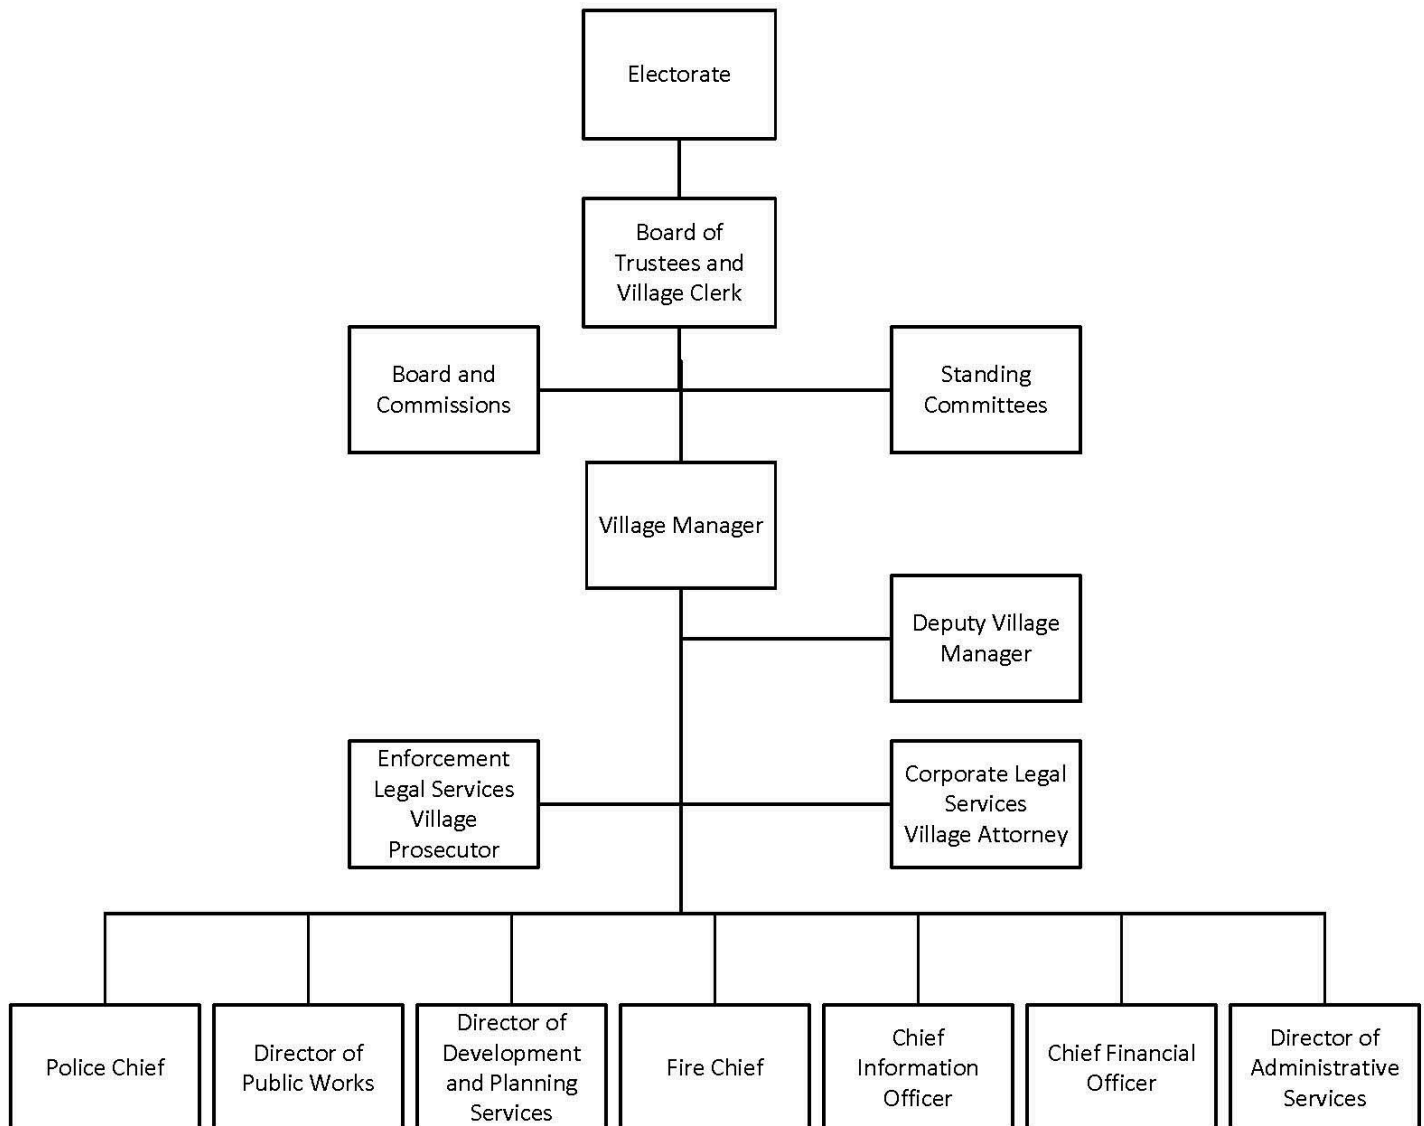 Electorate
Board of
Trustees and
Village Clerk
Board and
Commissions
Standing
Committees
Village Manager
Deputy Village
Manager
Enforcement
Legal Services
Village
Prosecutor
Corporate Legal
Services
Village Attorney
Police Chief
Director of
Public Works
Director of
Development
and Planning
Services
Fire Chief
Chief
Information
Officer
Chief Financial
Officer
Director of
Administrative
Services